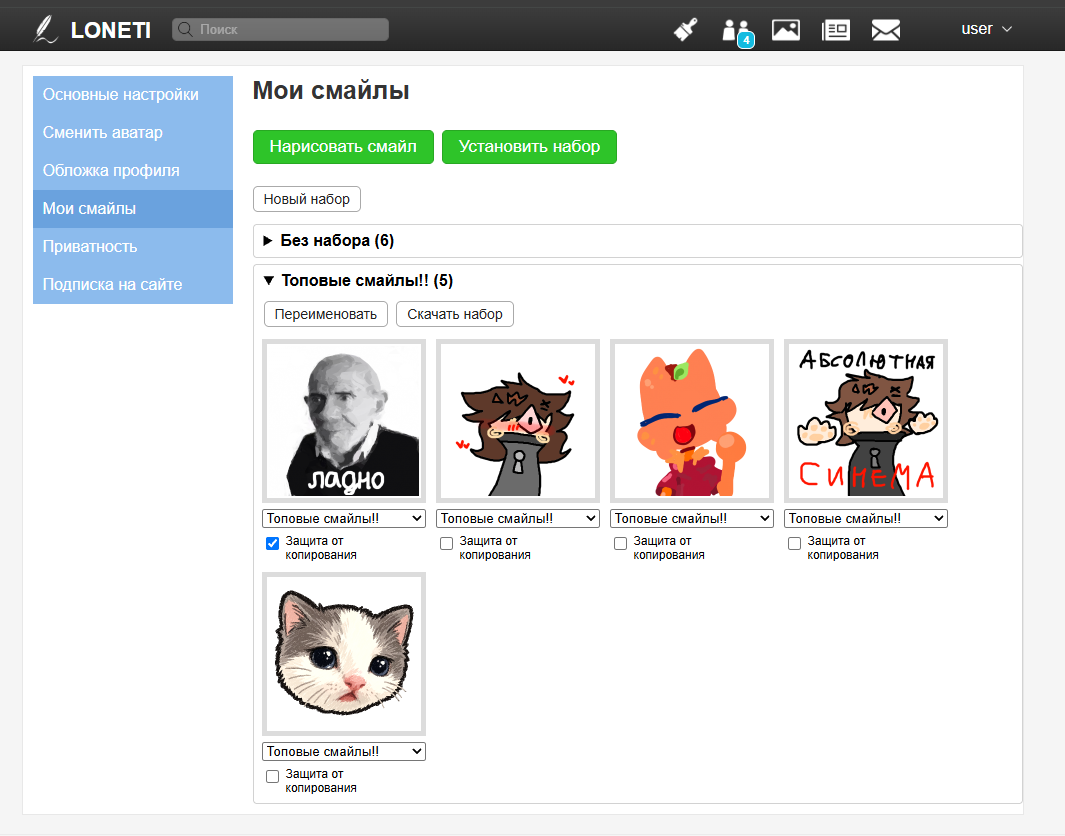 LONETI
Поиск
4
user
Основные настройки
Сменить аватар
Обложка профиля
Мои смайлы
Приватность
Подписка на сайте
Мои смайлы
Нарисовать смайл
Установить набор
Новый набор
Без набора (6)
Топовые смайлы!! (5)
Переименовать
Скачать набор
ладно
АБСОЛЮТНАЯ
СИНЕМА
Топовые смайлы!!
Топовые смайлы!!
Топовые смайлы!!
Топовые смайлы!!
Защита от
копирования
Защита от
копирования
Защита от
копирования
Защита от
копирования
Топовые смайлы!!
Защита от
копирования